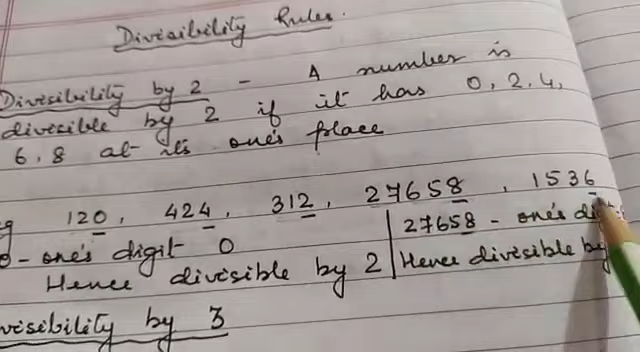 Divisibility Rules.
Divisibility by 2 - A number is
divisible by 2 if it has 0, 2, 4,
6, 8 at its one's place
120, 424, 312, 27658, 1536
- one's digit 0
Hence divisible by 2
27658 - one's
Hence divisible by
visibility by 3